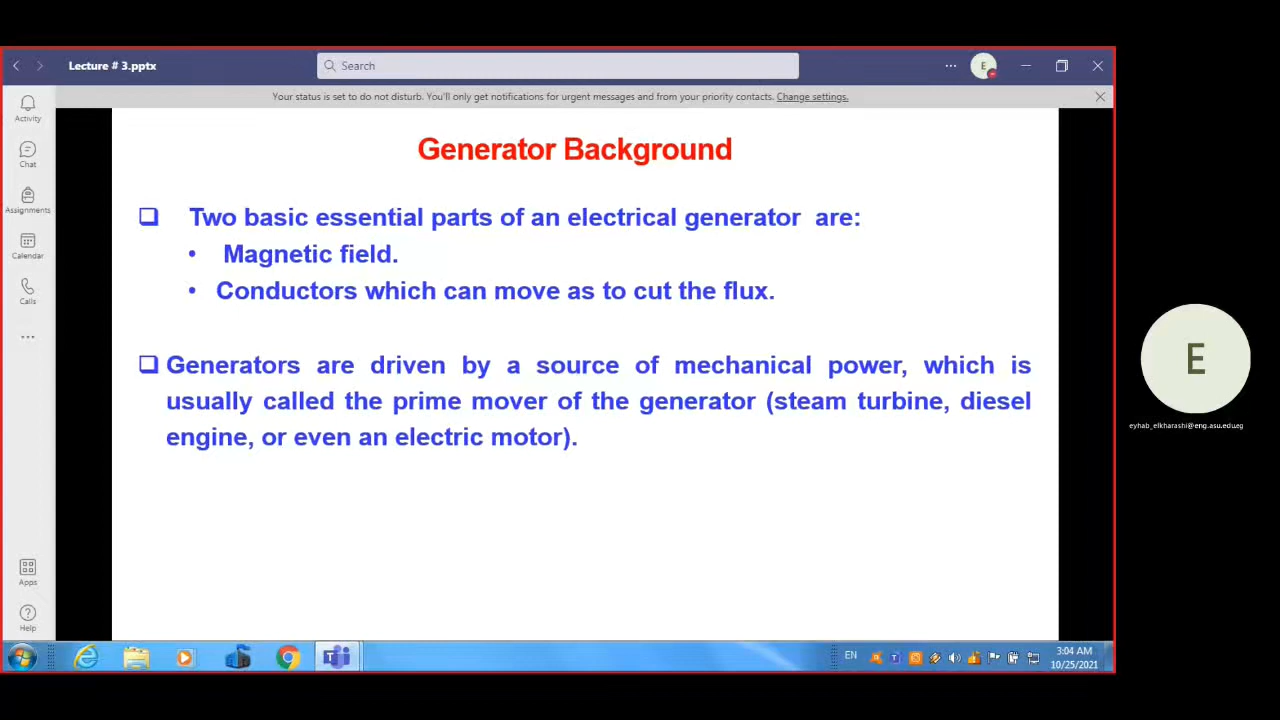 Lecture # 3.pptx
Search
...
E
Your status is set to do not disturb. You'll only get notifications for urgent messages and from your priority contacts. Change settings.
Activity
Chat
Assignments
Calendar
Calls
...
Apps
Help
Generator Background
❑ Two basic essential parts of an electrical generator are:
• Magnetic field.
• Conductors which can move as to cut the flux.
❑ Generators are driven by a source of mechanical power, which is
usually called the prime mover of the generator (steam turbine, diesel
engine, or even an electric motor).
E
eyhab_elkharashi@eng.asu.edu.eg
EN
3:04 AM
10/25/2021